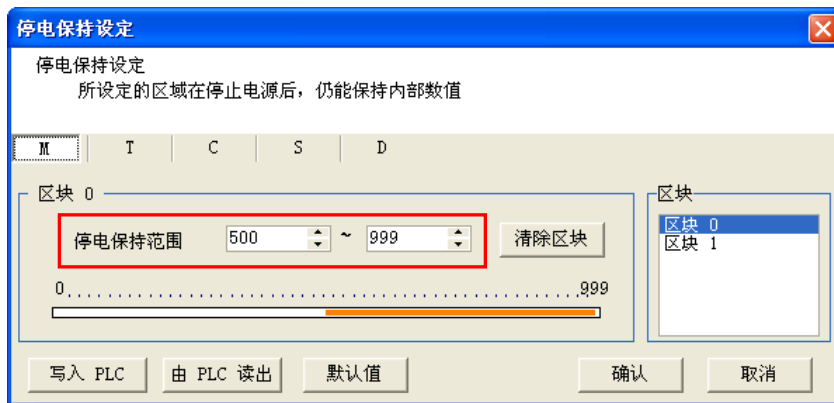 停电保持设定
停电保持设定
所设定的区域在停止电源后，仍能保持内部数值
M T C S D
区块 0
停电保持范围 500 ~ 999 清除区块
0 999
区块
区块 0
区块 1
写入 PLC 由 PLC 读出 默认值 确认 取消